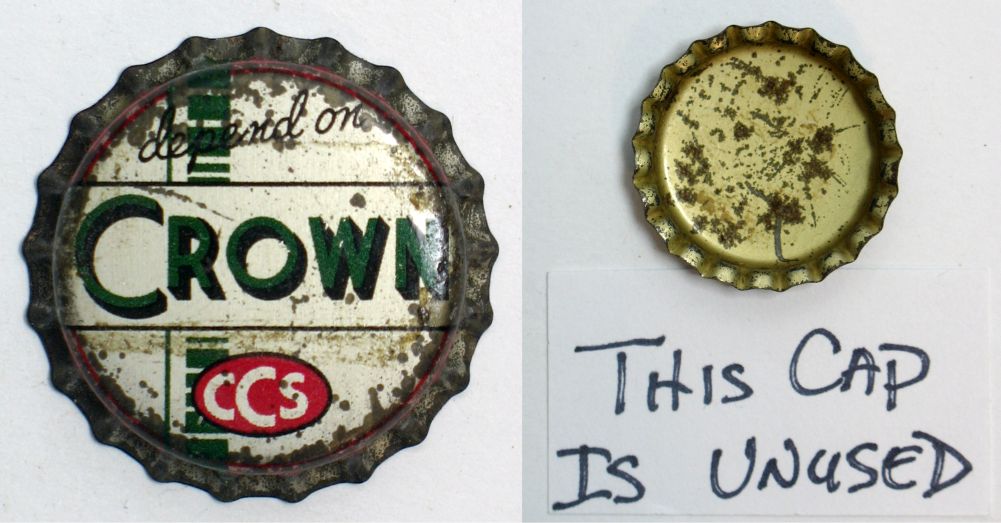 depend on
CROWN
CCS
THIS CAP
IS UNUSED